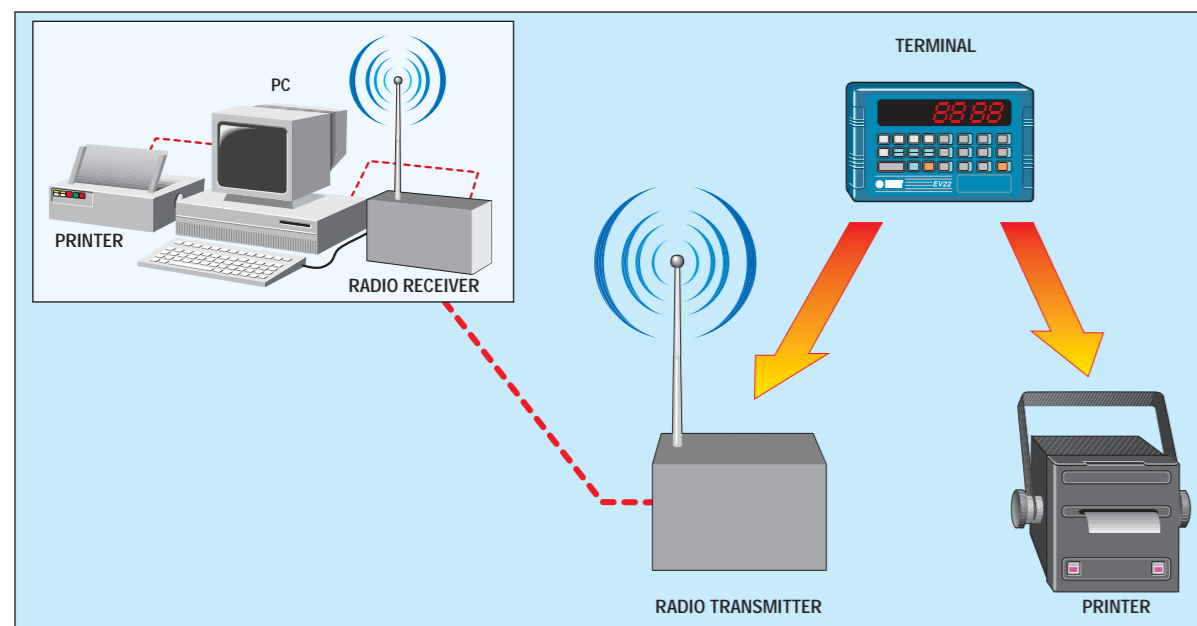 PC
PRINTER
RADIO RECEIVER
TERMINAL
8888
EV22
RADIO TRANSMITTER
PRINTER